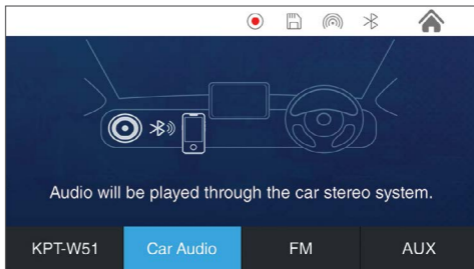 Audio will be played through the car stereo system.
KPT-W51
Car Audio
FM
AUX